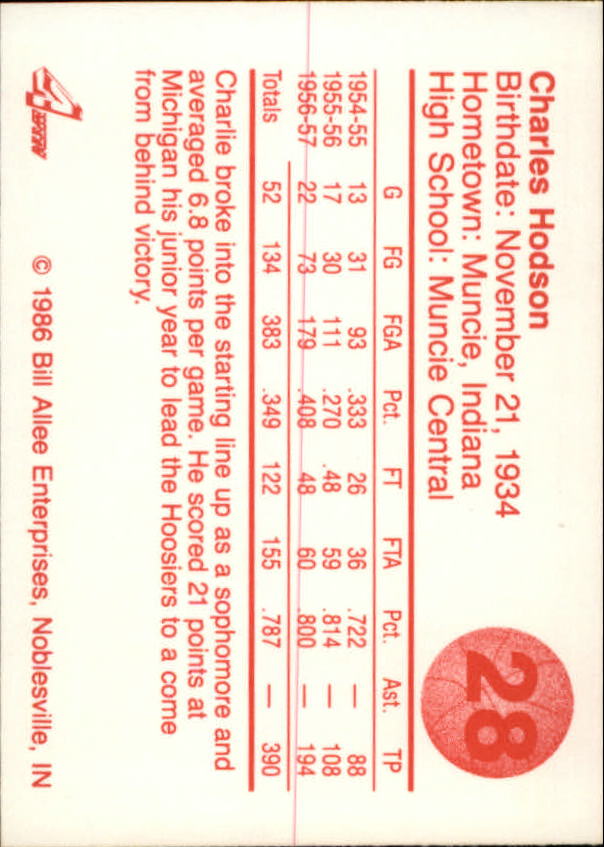 Charles Hodson
Birthdate: November 21, 1934
Hometown: Muncie, Indiana
High School: Muncie Central
28
G FG FGA Pct. FT FTA Pct. Ast. TP
1954-55 13 31 93 .333 26 36 .722 — 88
1955-56 17 30 111 .270 .48 59 .814 — 108
1956-57 22 73 179 .408 48 60 .800 — 194
Totals 52 134 383 .349 122 155 .787 — 390
Charlie broke into the starting line up as a sophomore and
averaged 6.8 points per game. He scored 21 points at
Michigan his junior year to lead the Hoosiers to a come
from behind victory.
© 1986 Bill Allee Enterprises, Noblesville, IN